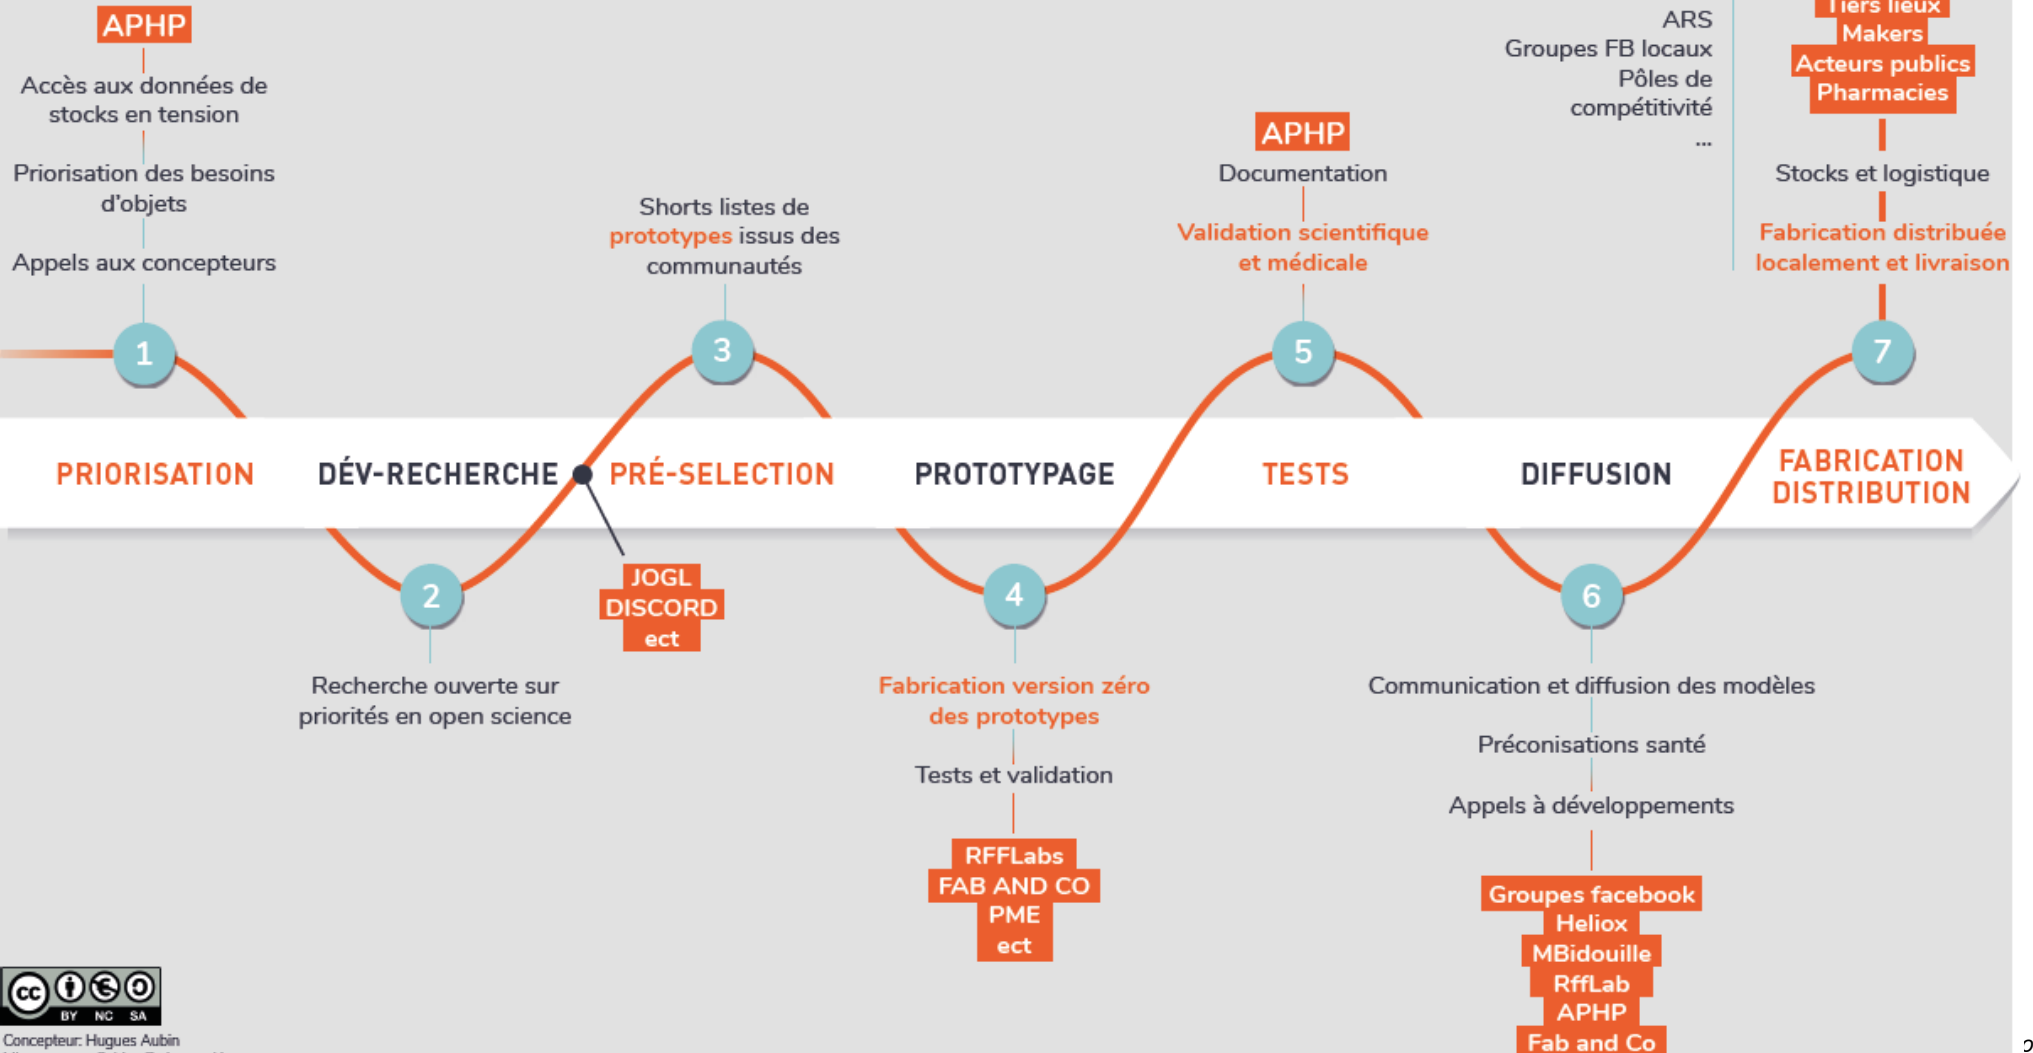 APHP
Accès aux données de
stocks en tension
Priorisation des besoins
d'objets
Appels aux concepteurs
1
Shorts listes de
prototypes issus des
communautés
3
APHP
Documentation
Validation scientifique
et médicale
5
ARS
Groupes FB locaux
Pôles de
compétitivité
...
Tiers lieux
Makers
Acteurs publics
Pharmacies
Stocks et logistique
Fabrication distribuée
localement et livraison
7
PRIORISATION
DÉV-RECHERCHE
PRÉ-SELECTION
PROTOTYPAGE
TESTS
DIFFUSION
FABRICATION
DISTRIBUTION
2
Recherche ouverte sur
priorités en open science
JOGL
DISCORD
ect
4
Fabrication version zéro
des prototypes
Tests et validation
RFFLabs
FAB AND CO
PME
ect
6
Communication et diffusion des modèles
Préconisations santé
Appels à développements
Groupes facebook
Heliox
MBidouille
RffLab
APHP
Fab and Co
cc
BY NC SA
Concepteur: Hugues Aubin